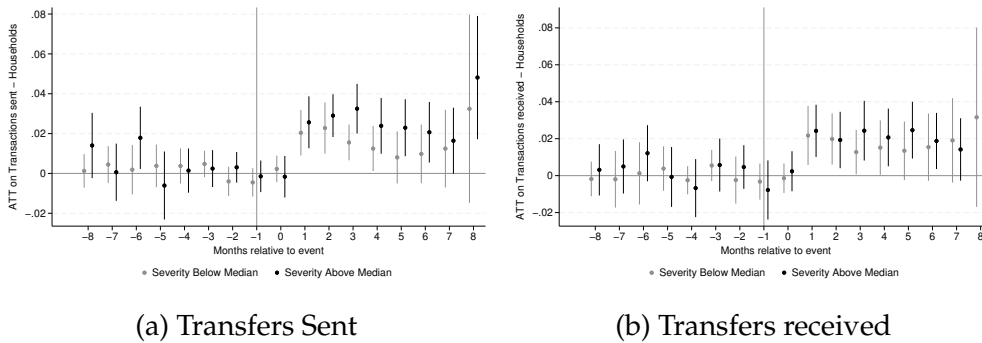 ATT on Transactions sent − Households
.08
.06
.04
.02
0
−.02
−8 −7 −6 −5 −4 −3 −2 −1 0 1 2 3 4 5 6 7 8
Months relative to event
Severity Below Median Severity Above Median
(a) Transfers Sent
ATT on Transactions received − Households
.08
.06
.04
.02
0
−.02
−8 −7 −6 −5 −4 −3 −2 −1 0 1 2 3 4 5 6 7 8
Months relative to event
Severity Below Median Severity Above Median
(b) Transfers received